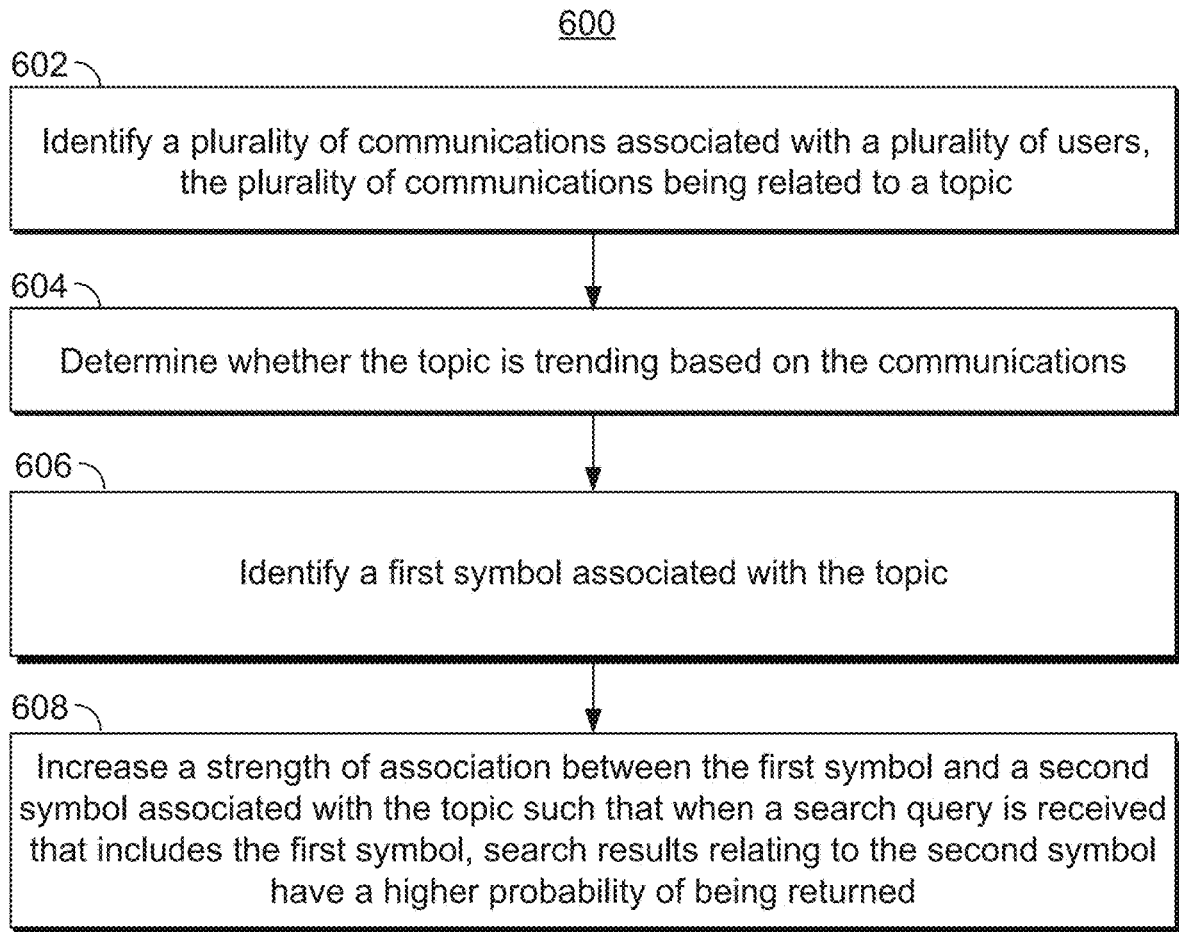 600
602
Identify a plurality of communications associated with a plurality of users,
the plurality of communications being related to a topic
604
Determine whether the topic is trending based on the communications
606
Identify a first symbol associated with the topic
608
Increase a strength of association between the first symbol and a second
symbol associated with the topic such that when a search query is received
that includes the first symbol, search results relating to the second symbol
have a higher probability of being returned